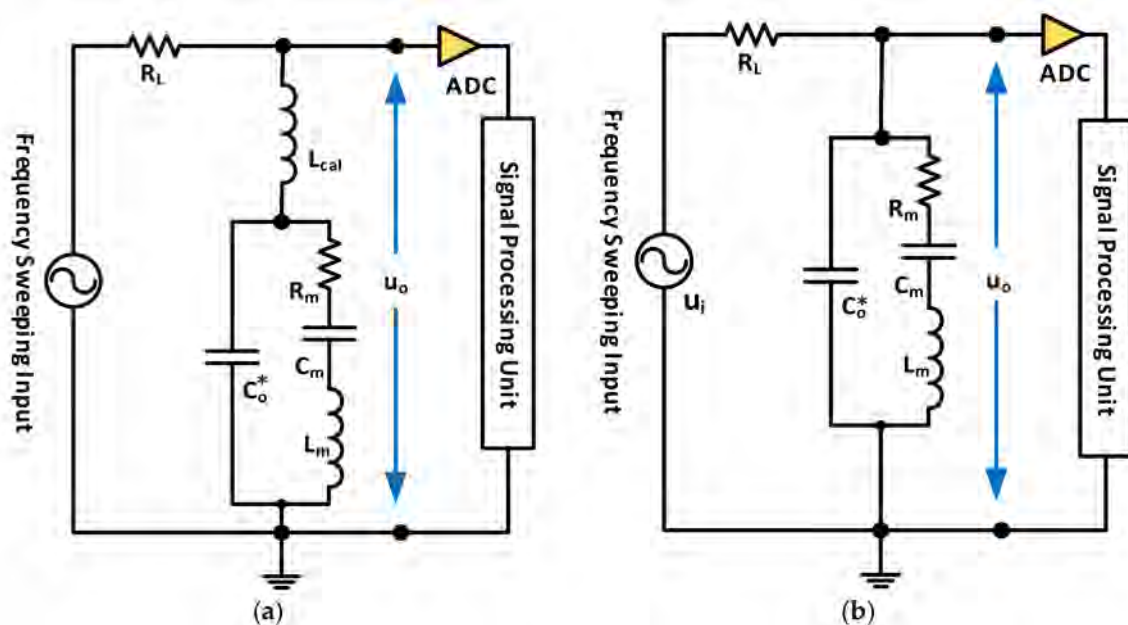 R_L
ADC
Frequency Sweeping Input
L_cal
R_m
C_m
C_o^*
L_m
u_o
Signal Processing Unit
(a)
R_L
ADC
Frequency Sweeping Input
u_i
R_m
C_m
C_o^*
L_m
u_o
Signal Processing Unit
(b)